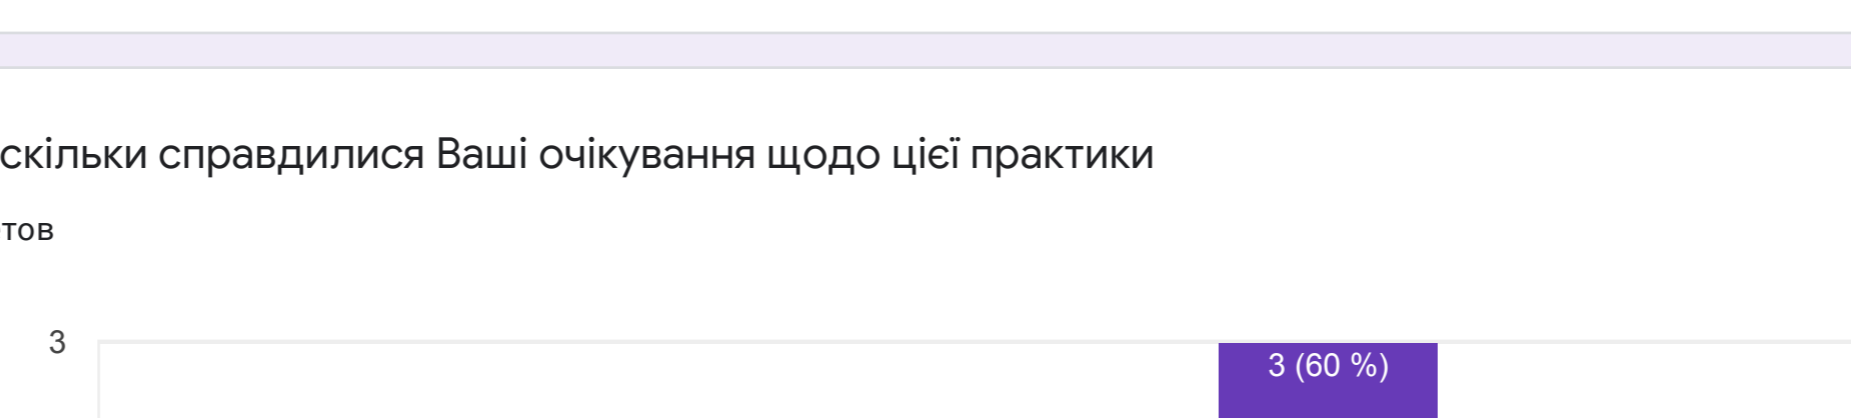 скільки справдилися Ваші очікування щодо цієї практики
тов
3
3 (60 %)